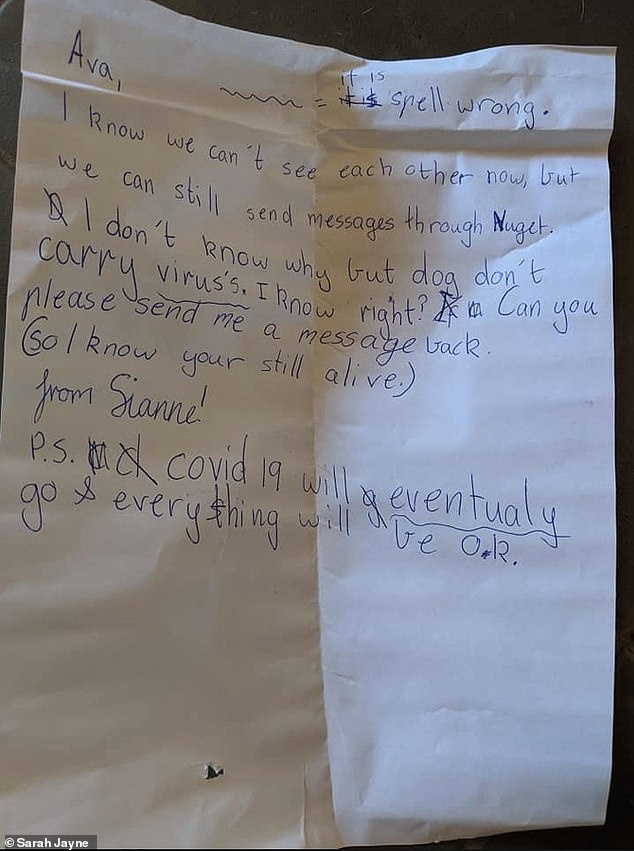 Ava,
~~~~ = it is spell wrong.
I know we can't see each other now, but
we can still send messages through Nuget.
I don't know why but dog don't
carry virus's. I know right? Can you
please send me a message back.
(So I know your still alive.)
from Sianne!
P.S. covid 19 will eventualy
go & everything will be O.K.
© Sarah Jayne